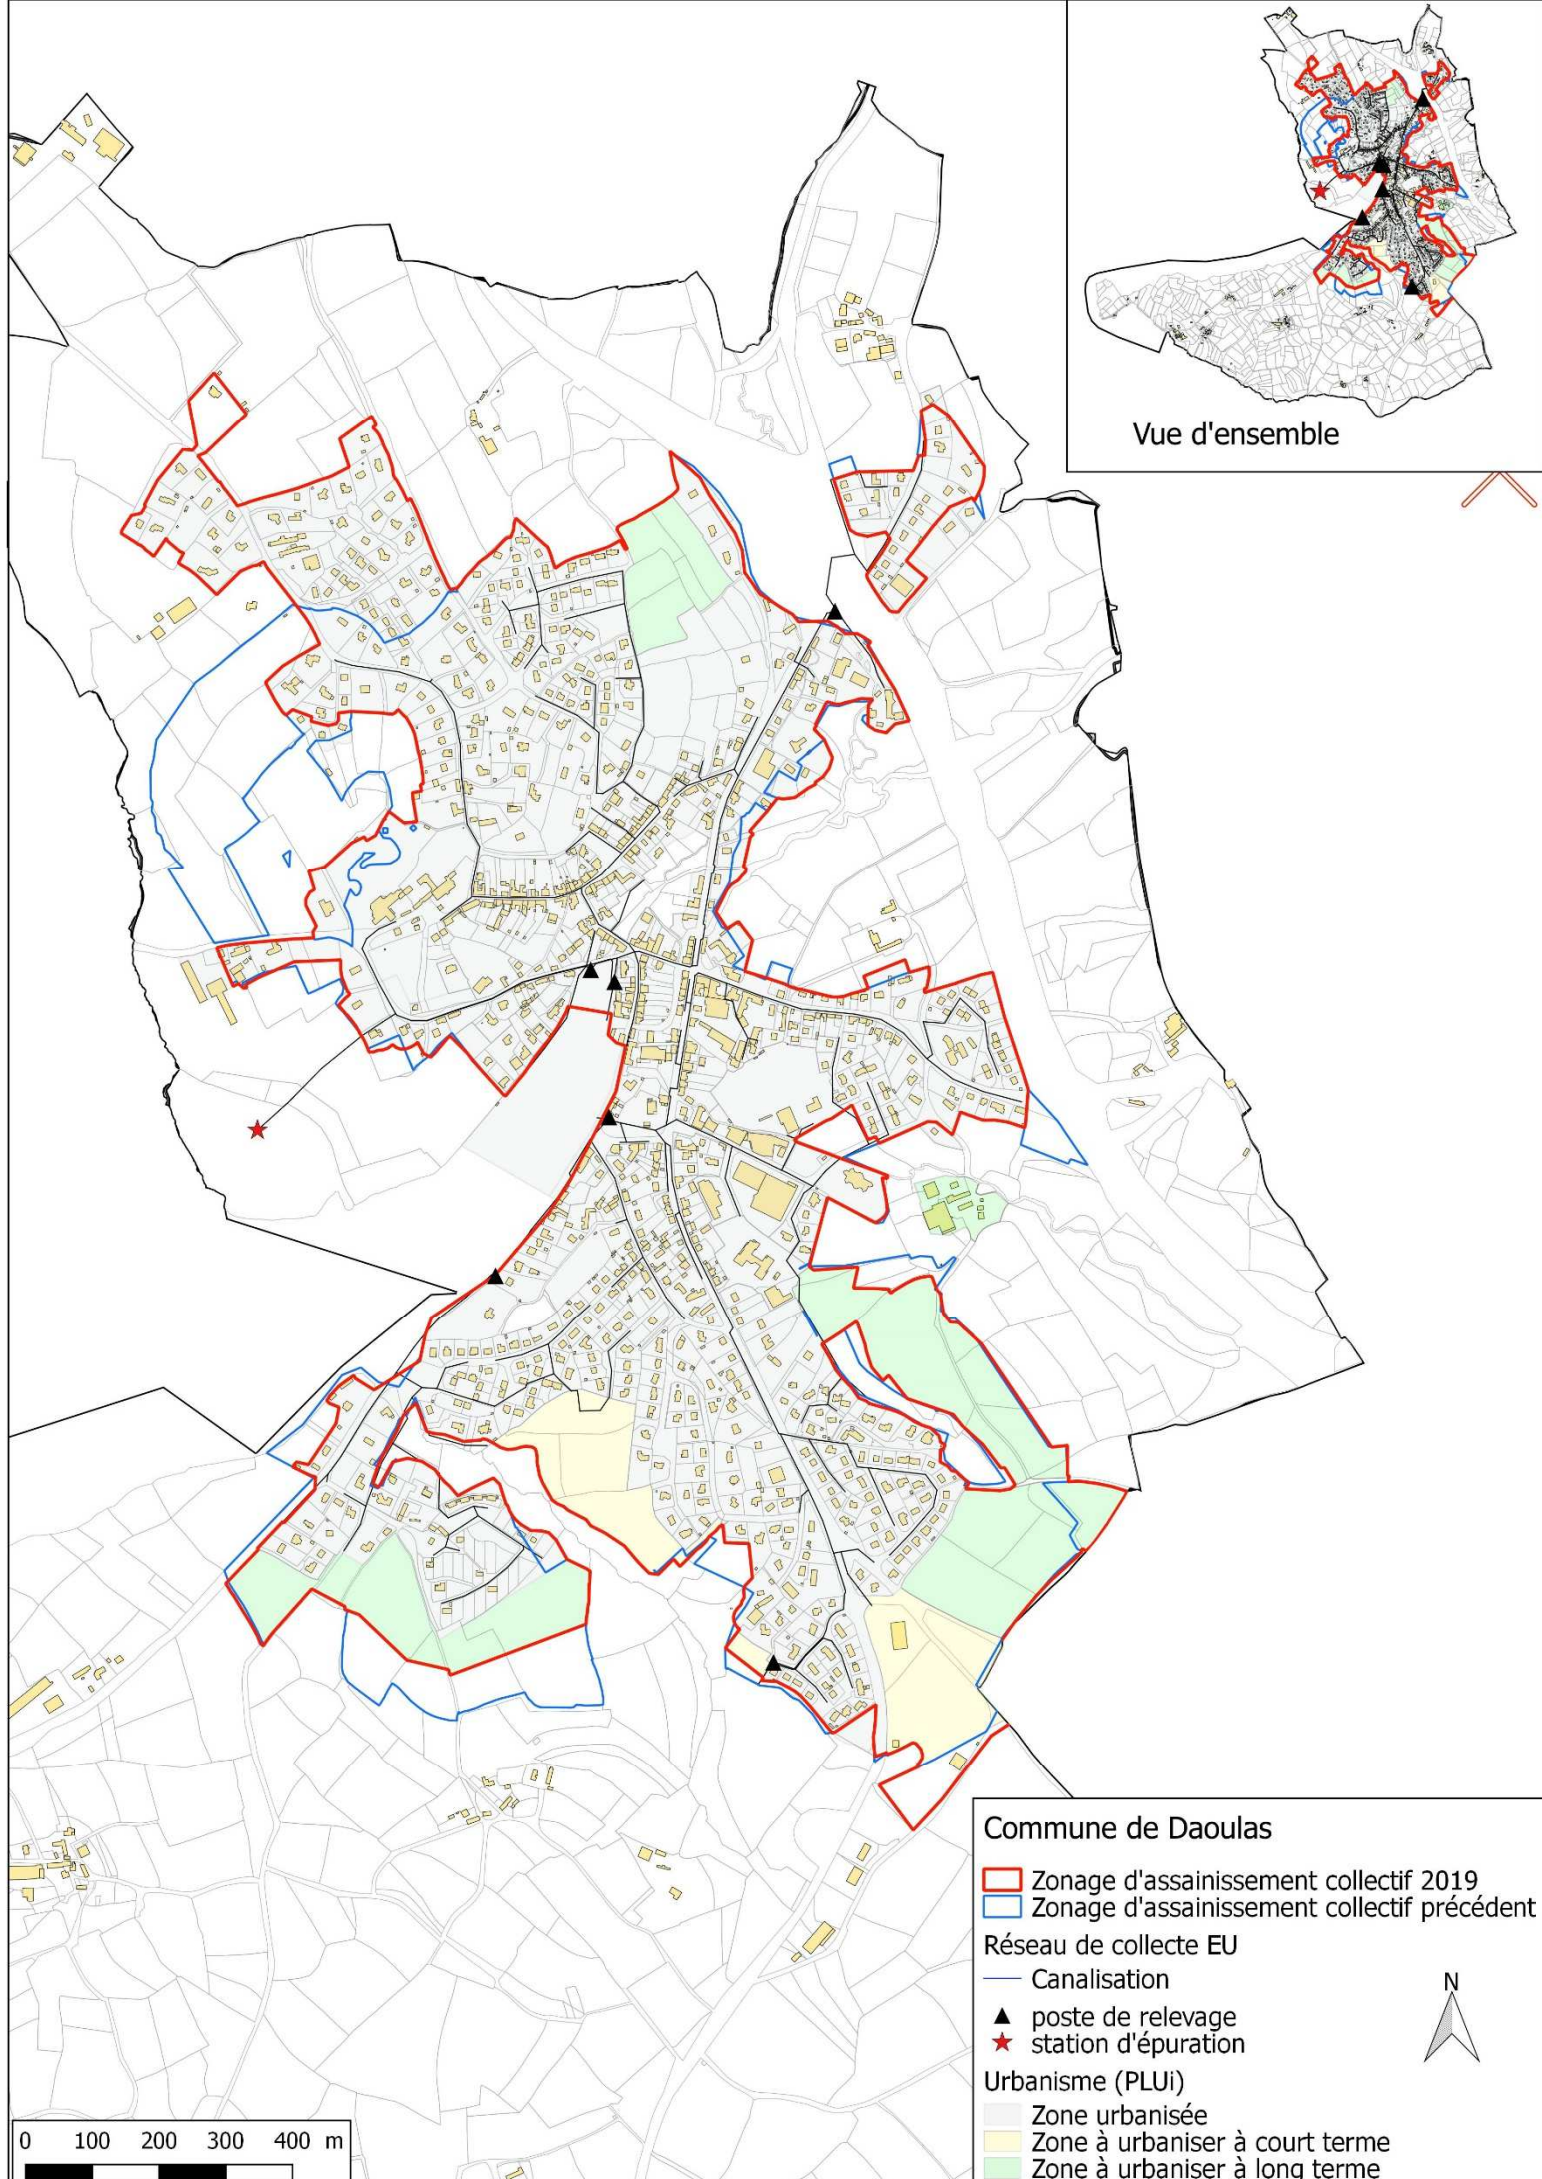 Vue d'ensemble
Commune de Daoulas
Zonage d'assainissement collectif 2019
Zonage d'assainissement collectif précédent
Réseau de collecte EU
Canalisation
poste de relevage
station d'épuration
N
Urbanisme (PLUi)
Zone urbanisée
Zone à urbaniser à court terme
Zone à urbaniser à long terme
0 100 200 300 400 m